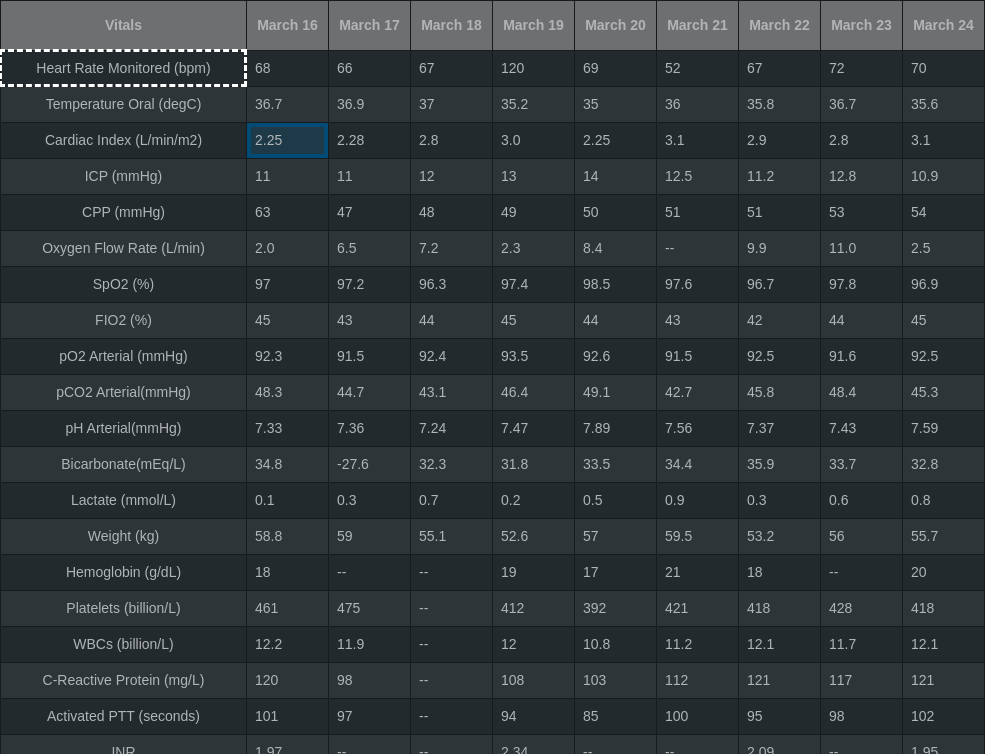 Vitals March 16 March 17 March 18 March 19 March 20 March 21 March 22 March 23 March 24
Heart Rate Monitored (bpm) 68 66 67 120 69 52 67 72 70
Temperature Oral (degC) 36.7 36.9 37 35.2 35 36 35.8 36.7 35.6
Cardiac Index (L/min/m2) 2.25 2.28 2.8 3.0 2.25 3.1 2.9 2.8 3.1
ICP (mmHg) 11 11 12 13 14 12.5 11.2 12.8 10.9
CPP (mmHg) 63 47 48 49 50 51 51 53 54
Oxygen Flow Rate (L/min) 2.0 6.5 7.2 2.3 8.4 -- 9.9 11.0 2.5
SpO2 (%) 97 97.2 96.3 97.4 98.5 97.6 96.7 97.8 96.9
FIO2 (%) 45 43 44 45 44 43 42 44 45
pO2 Arterial (mmHg) 92.3 91.5 92.4 93.5 92.6 91.5 92.5 91.6 92.5
pCO2 Arterial(mmHg) 48.3 44.7 43.1 46.4 49.1 42.7 45.8 48.4 45.3
pH Arterial(mmHg) 7.33 7.36 7.24 7.47 7.89 7.56 7.37 7.43 7.59
Bicarbonate(mEq/L) 34.8 -27.6 32.3 31.8 33.5 34.4 35.9 33.7 32.8
Lactate (mmol/L) 0.1 0.3 0.7 0.2 0.5 0.9 0.3 0.6 0.8
Weight (kg) 58.8 59 55.1 52.6 57 59.5 53.2 56 55.7
Hemoglobin (g/dL) 18 -- -- 19 17 21 18 -- 20
Platelets (billion/L) 461 475 -- 412 392 421 418 428 418
WBCs (billion/L) 12.2 11.9 -- 12 10.8 11.2 12.1 11.7 12.1
C-Reactive Protein (mg/L) 120 98 -- 108 103 112 121 117 121
Activated PTT (seconds) 101 97 -- 94 85 100 95 98 102
INR 1.97 -- -- 2.34 -- -- 2.09 -- 1.95